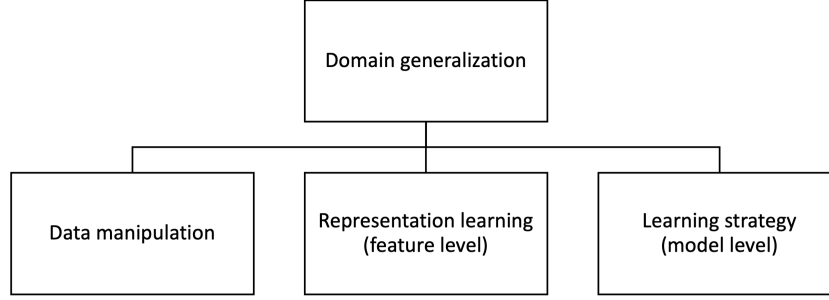 Domain generalization
Data manipulation
Representation learning
(feature level)
Learning strategy
(model level)